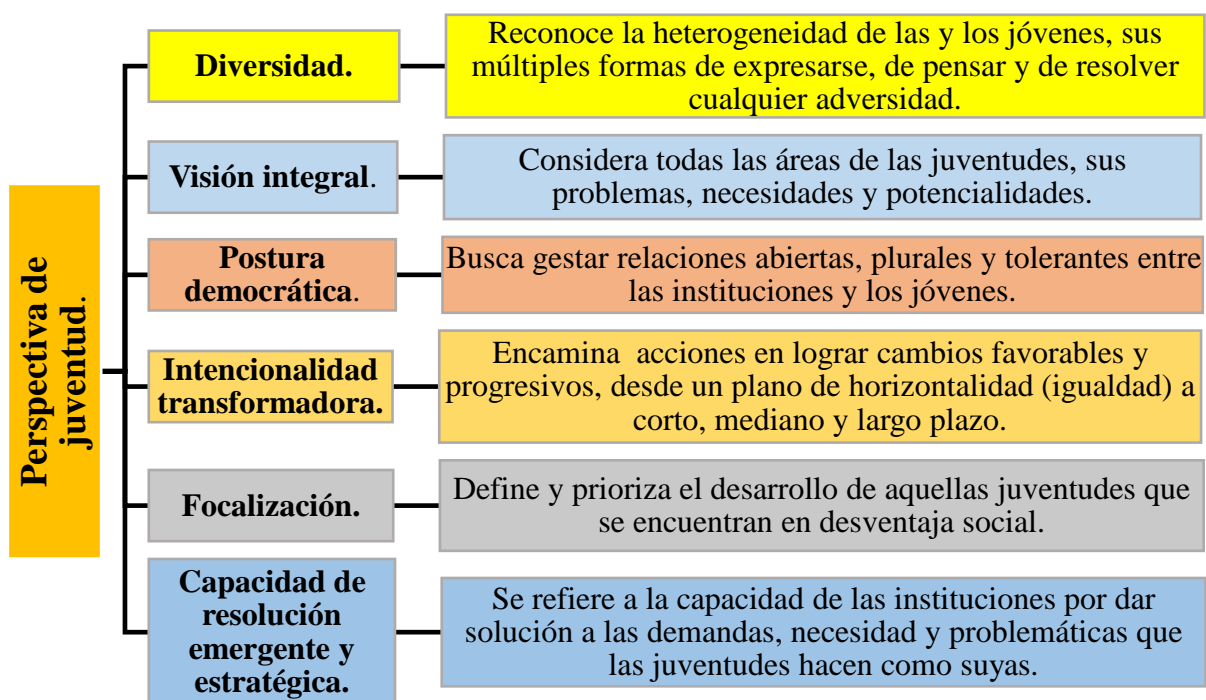 Perspectiva de
juventud.
Diversidad.
Reconoce la heterogeneidad de las y los jóvenes, sus
múltiples formas de expresarse, de pensar y de resolver
cualquier adversidad.
Visión integral.
Considera todas las áreas de las juventudes, sus
problemas, necesidades y potencialidades.
Postura
democrática.
Busca gestar relaciones abiertas, plurales y tolerantes entre
las instituciones y los jóvenes.
Intencionalidad
transformadora.
Encamina acciones en lograr cambios favorables y
progresivos, desde un plano de horizontalidad (igualdad) a
corto, mediano y largo plazo.
Focalización.
Define y prioriza el desarrollo de aquellas juventudes que
se encuentran en desventaja social.
Capacidad de
resolución
emergente y
estratégica.
Se refiere a la capacidad de las instituciones por dar
solución a las demandas, necesidad y problemáticas que
las juventudes hacen como suyas.